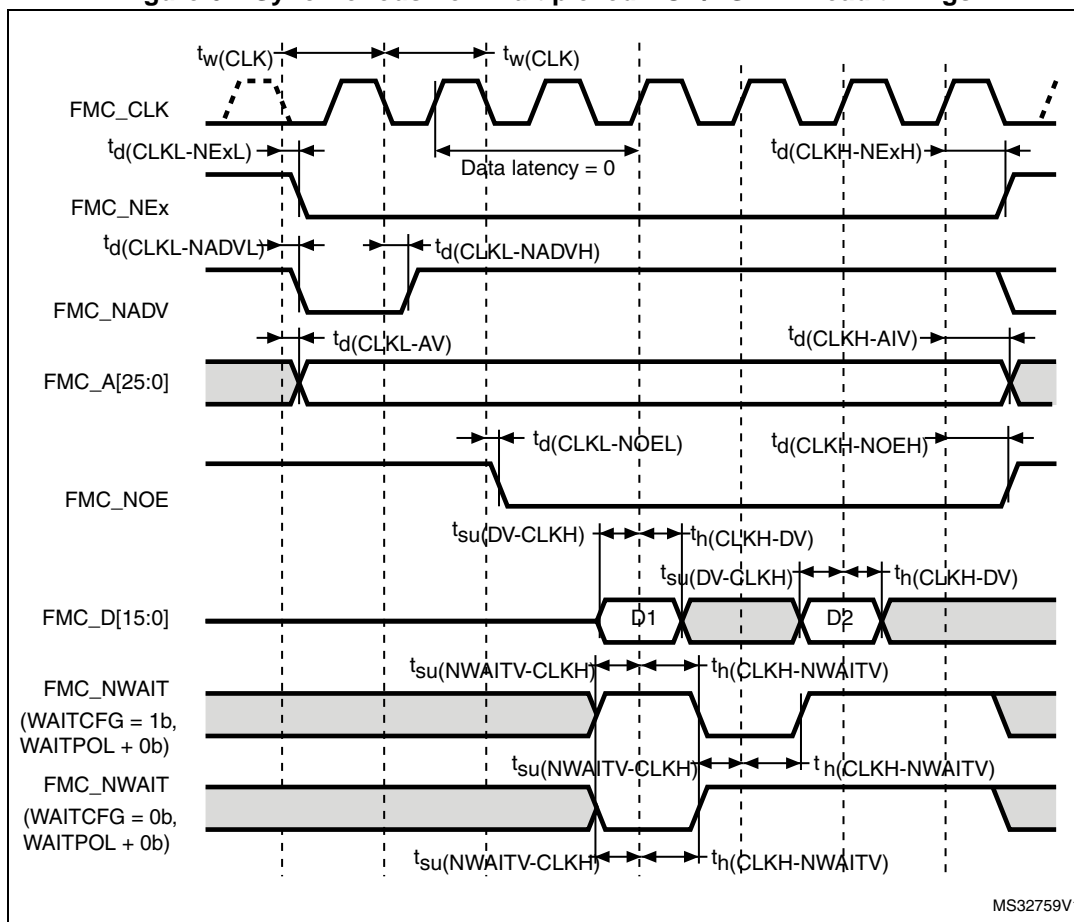 tw(CLK) tw(CLK)
FMC_CLK
td(CLKL-NExL) Data latency = 0 td(CLKH-NExH)
FMC_NEx
td(CLKL-NADVL) td(CLKL-NADVH)
FMC_NADV
td(CLKL-AV) td(CLKH-AIV)
FMC_A[25:0]
td(CLKL-NOEL) td(CLKH-NOEH)
FMC_NOE
tsu(DV-CLKH) th(CLKH-DV)
tsu(DV-CLKH) th(CLKH-DV)
FMC_D[15:0] D1 D2
tsu(NWAITV-CLKH) th(CLKH-NWAITV)
FMC_NWAIT
(WAITCFG = 1b,
WAITPOL + 0b)
tsu(NWAITV-CLKH) th(CLKH-NWAITV)
FMC_NWAIT
(WAITCFG = 0b,
WAITPOL + 0b)
tsu(NWAITV-CLKH) th(CLKH-NWAITV)